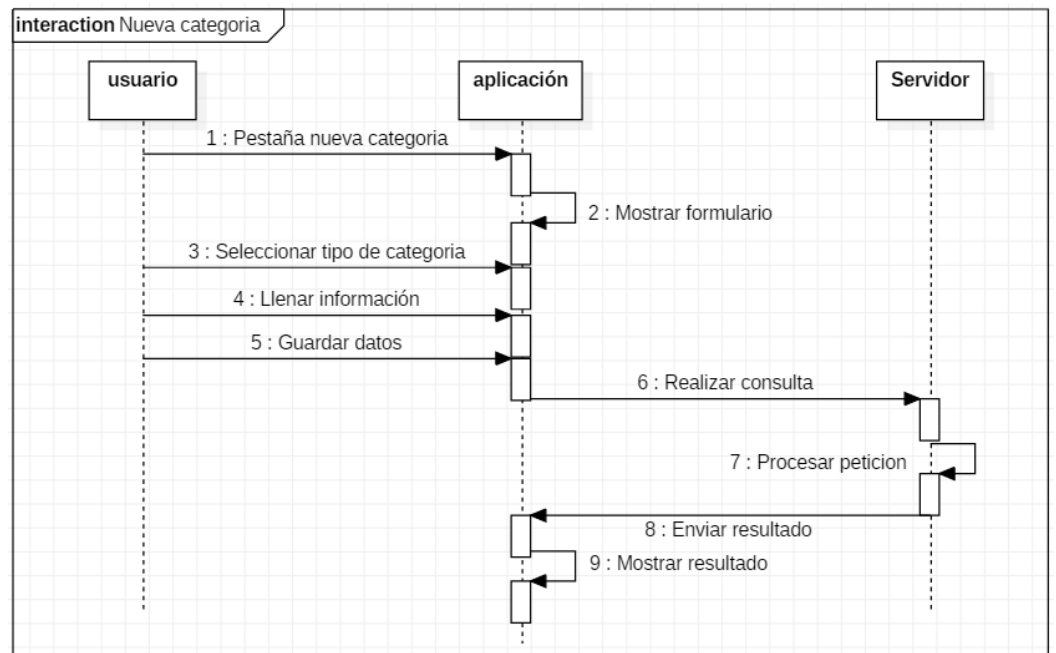 interaction Nueva categoria
usuario
aplicación
Servidor
1 : Pestaña nueva categoria
2 : Mostrar formulario
3 : Seleccionar tipo de categoria
4 : Llenar información
5 : Guardar datos
6 : Realizar consulta
7 : Procesar peticion
8 : Enviar resultado
9 : Mostrar resultado